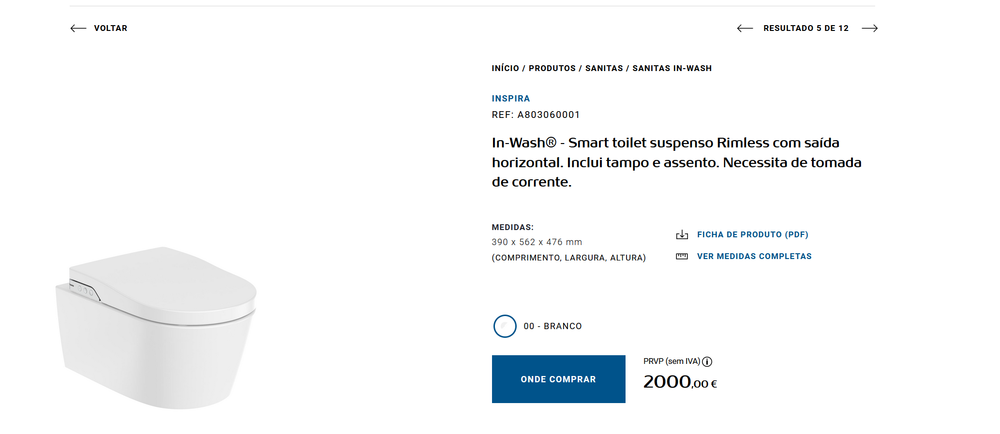 VOLTAR
RESULTADO 5 DE 12
INÍCIO / PRODUTOS / SANITAS / SANITAS IN-WASH
INSPIRA
REF: A803060001
In-Wash® - Smart toilet suspenso Rimless com saída
horizontal. Inclui tampo e assento. Necessita de tomada
de corrente.
MEDIDAS:
390 x 562 x 476 mm
(COMPRIMENTO, LARGURA, ALTURA)
FICHA DE PRODUTO (PDF)
VER MEDIDAS COMPLETAS
00 - BRANCO
ONDE COMPRAR
PRVP (sem IVA)
2000,00 €